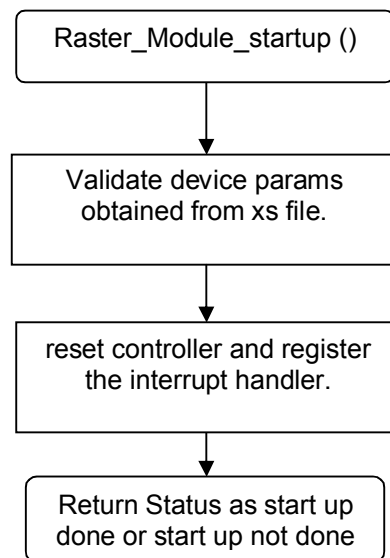 Raster_Module_startup ()
Validate device params
obtained from xs file.
reset controller and register
the interrupt handler.
Return Status as start up
done or start up not done